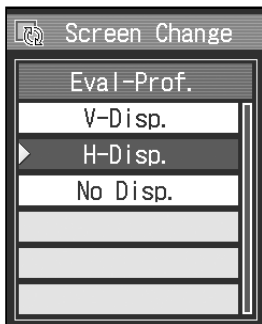 Screen Change
Eval-Prof.
V-Disp.
H-Disp.
No Disp.